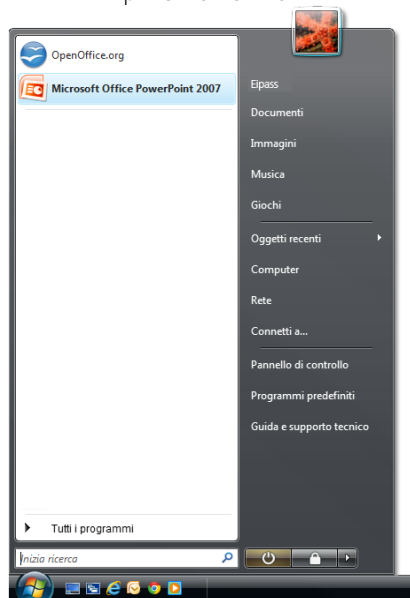 OpenOffice.org
Microsoft Office PowerPoint 2007
Tutti i programmi
Inizia ricerca
Eipass
Documenti
Immagini
Musica
Giochi
Oggetti recenti
Computer
Rete
Connetti a...
Pannello di controllo
Programmi predefiniti
Guida e supporto tecnico